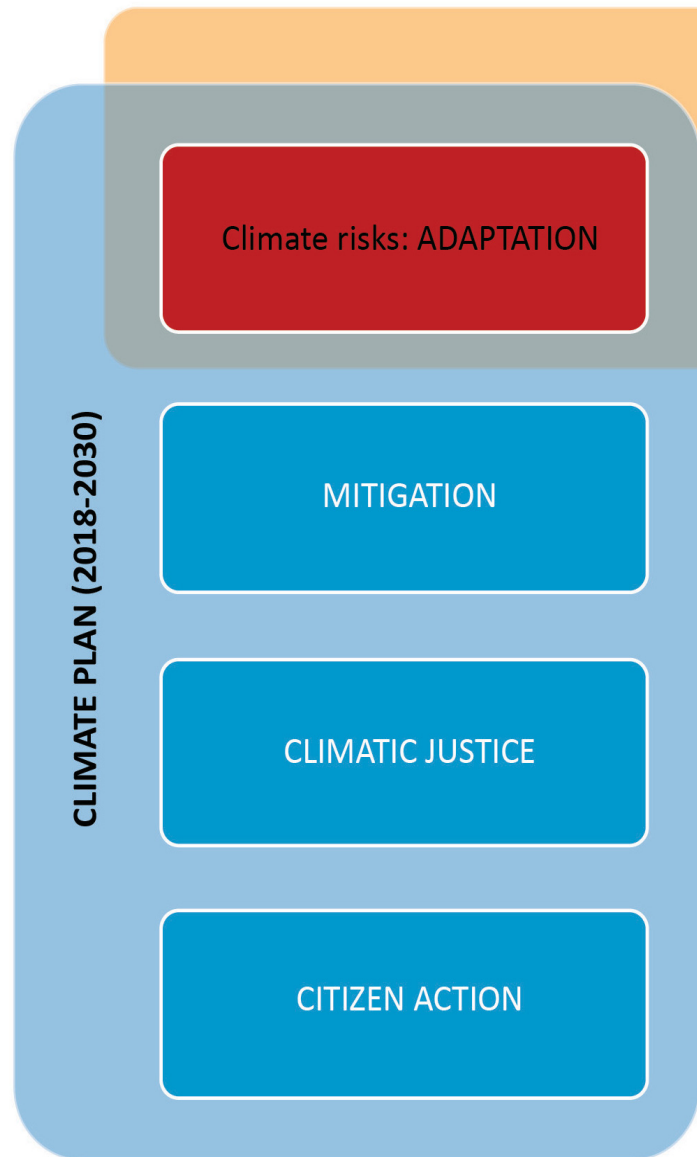 Climate risks: ADAPTATION
CLIMATE PLAN (2018-2030)
MITIGATION
CLIMATIC JUSTICE
CITIZEN ACTION